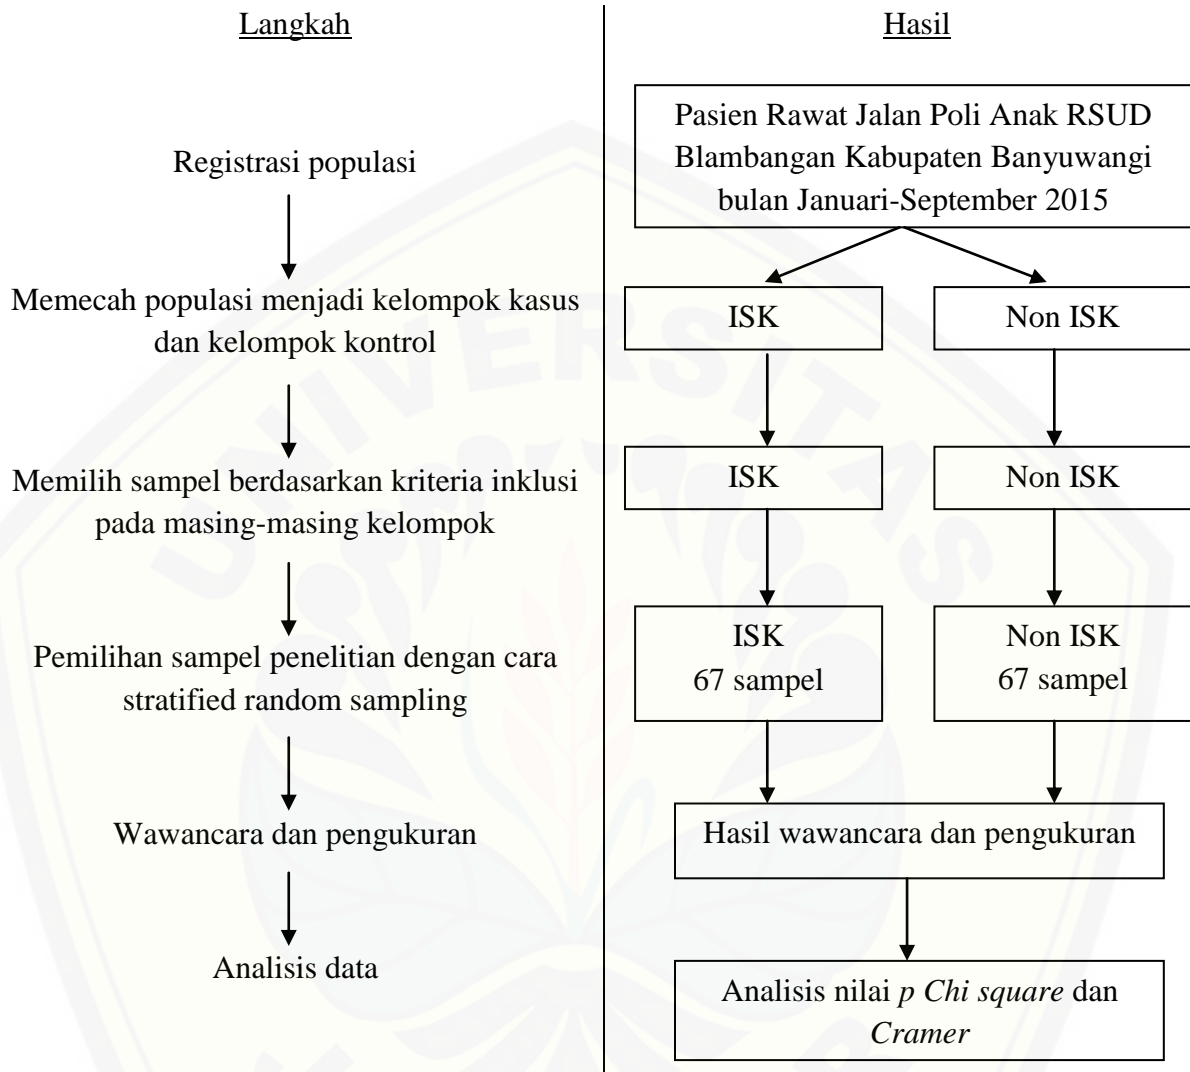 Langkah
Hasil
Registrasi populasi
Memecah populasi menjadi kelompok kasus
dan kelompok kontrol
Memilih sampel berdasarkan kriteria inklusi
pada masing-masing kelompok
Pemilihan sampel penelitian dengan cara
stratified random sampling
Wawancara dan pengukuran
Analisis data
Pasien Rawat Jalan Poli Anak RSUD
Blambangan Kabupaten Banyuwangi
bulan Januari-September 2015
ISK
Non ISK
ISK
Non ISK
ISK
67 sampel
Non ISK
67 sampel
Hasil wawancara dan pengukuran
Analisis nilai p Chi square dan
Cramer
UNIVERSITAS